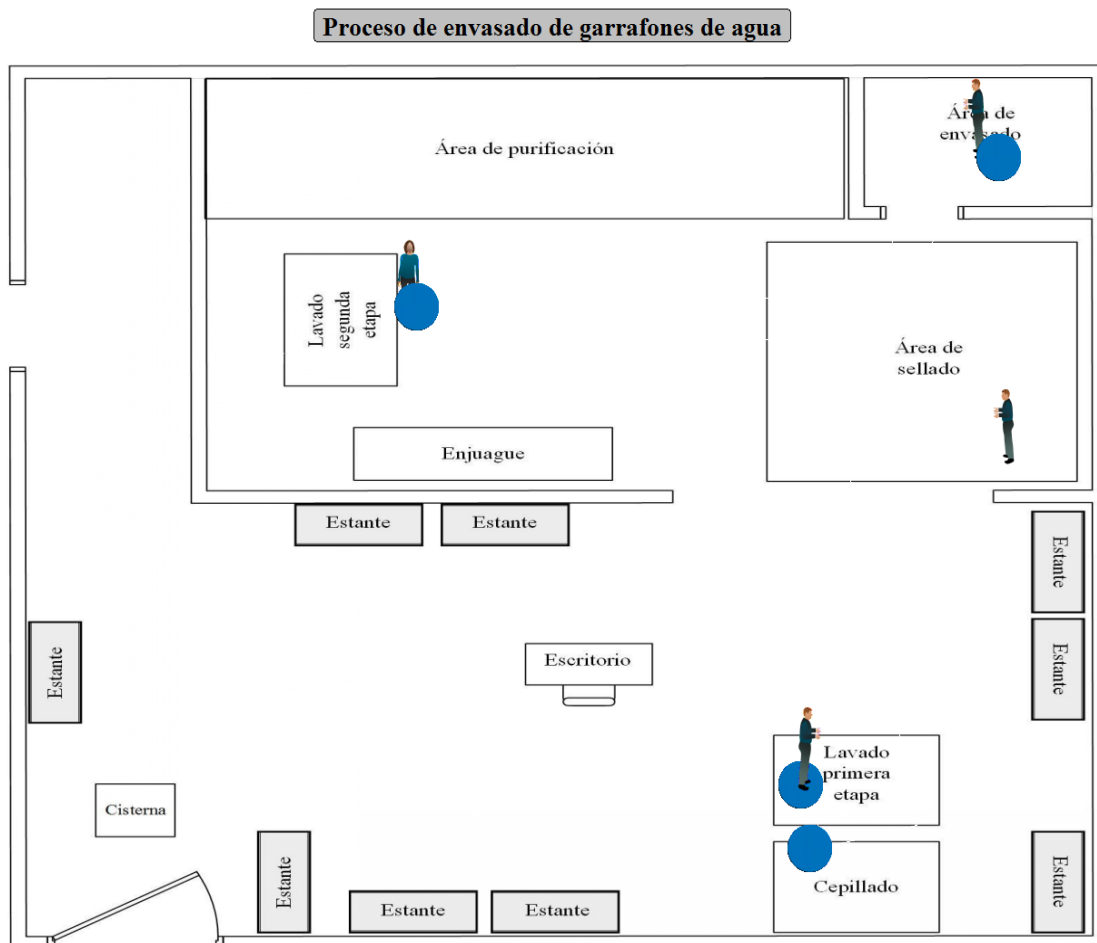 Proceso de envasado de garrafones de agua
Área de purificación
Área de
envasado
Lavado
segunda
etapa
Área de
sellado
Enjuague
Estante
Estante
Estante
Estante
Estante
Escritorio
Lavado
primera
etapa
Cisterna
Cepillado
Estante
Estante
Estante
Estante